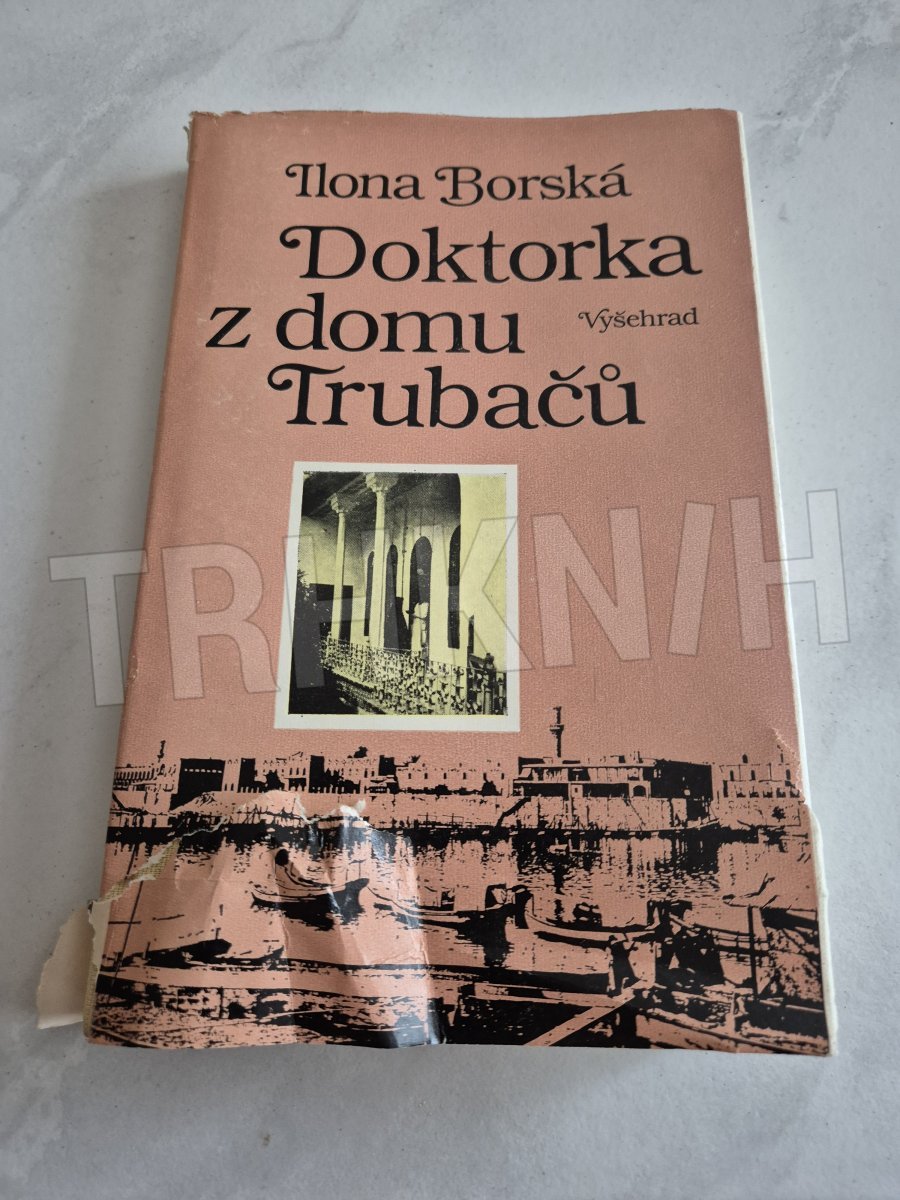 Ilona Borská
Doktorka
z domu
Vyšehrad
Trubačů